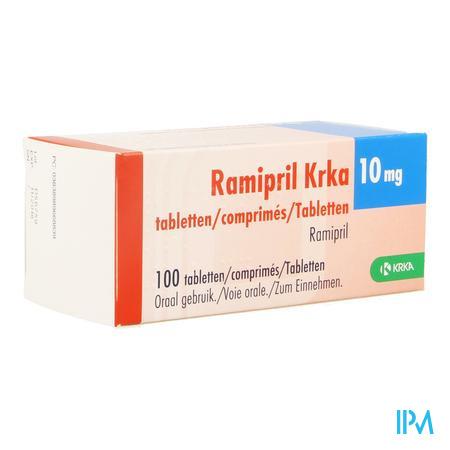 Ramipril Krka 10 mg
tabletten/comprimés/Tabletten
Ramipril
100 tabletten/comprimés/Tabletten
Oraal gebruik./Voie orale./Zum Einnehmen.
KRKA
IPM